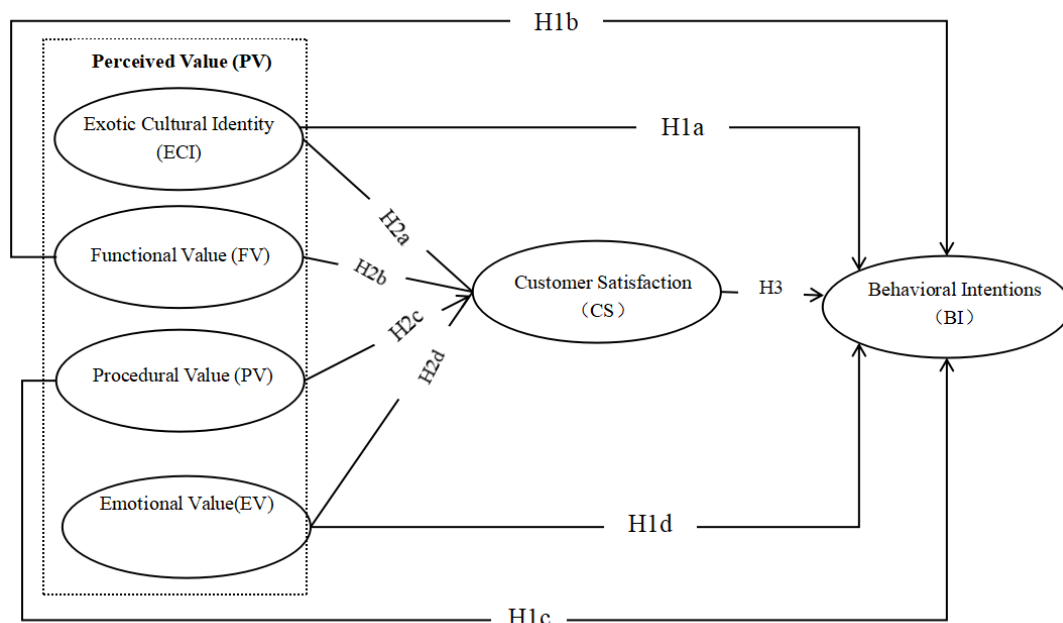 H1b
Perceived Value (PV)
Exotic Cultural Identity
(ECI)
H1a
H2a
Functional Value (FV)
H2b
Customer Satisfaction
（CS）
H3
Behavioral Intentions
（BI）
H2c
Procedural Value (PV)
H2d
Emotional Value(EV)
H1d
H1c